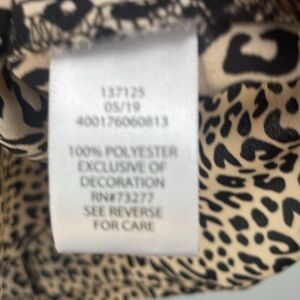 137125
05/19
400176060813
100% POLYESTER
EXCLUSIVE OF
DECORATION
RN#73277
SEE REVERSE
FOR CARE